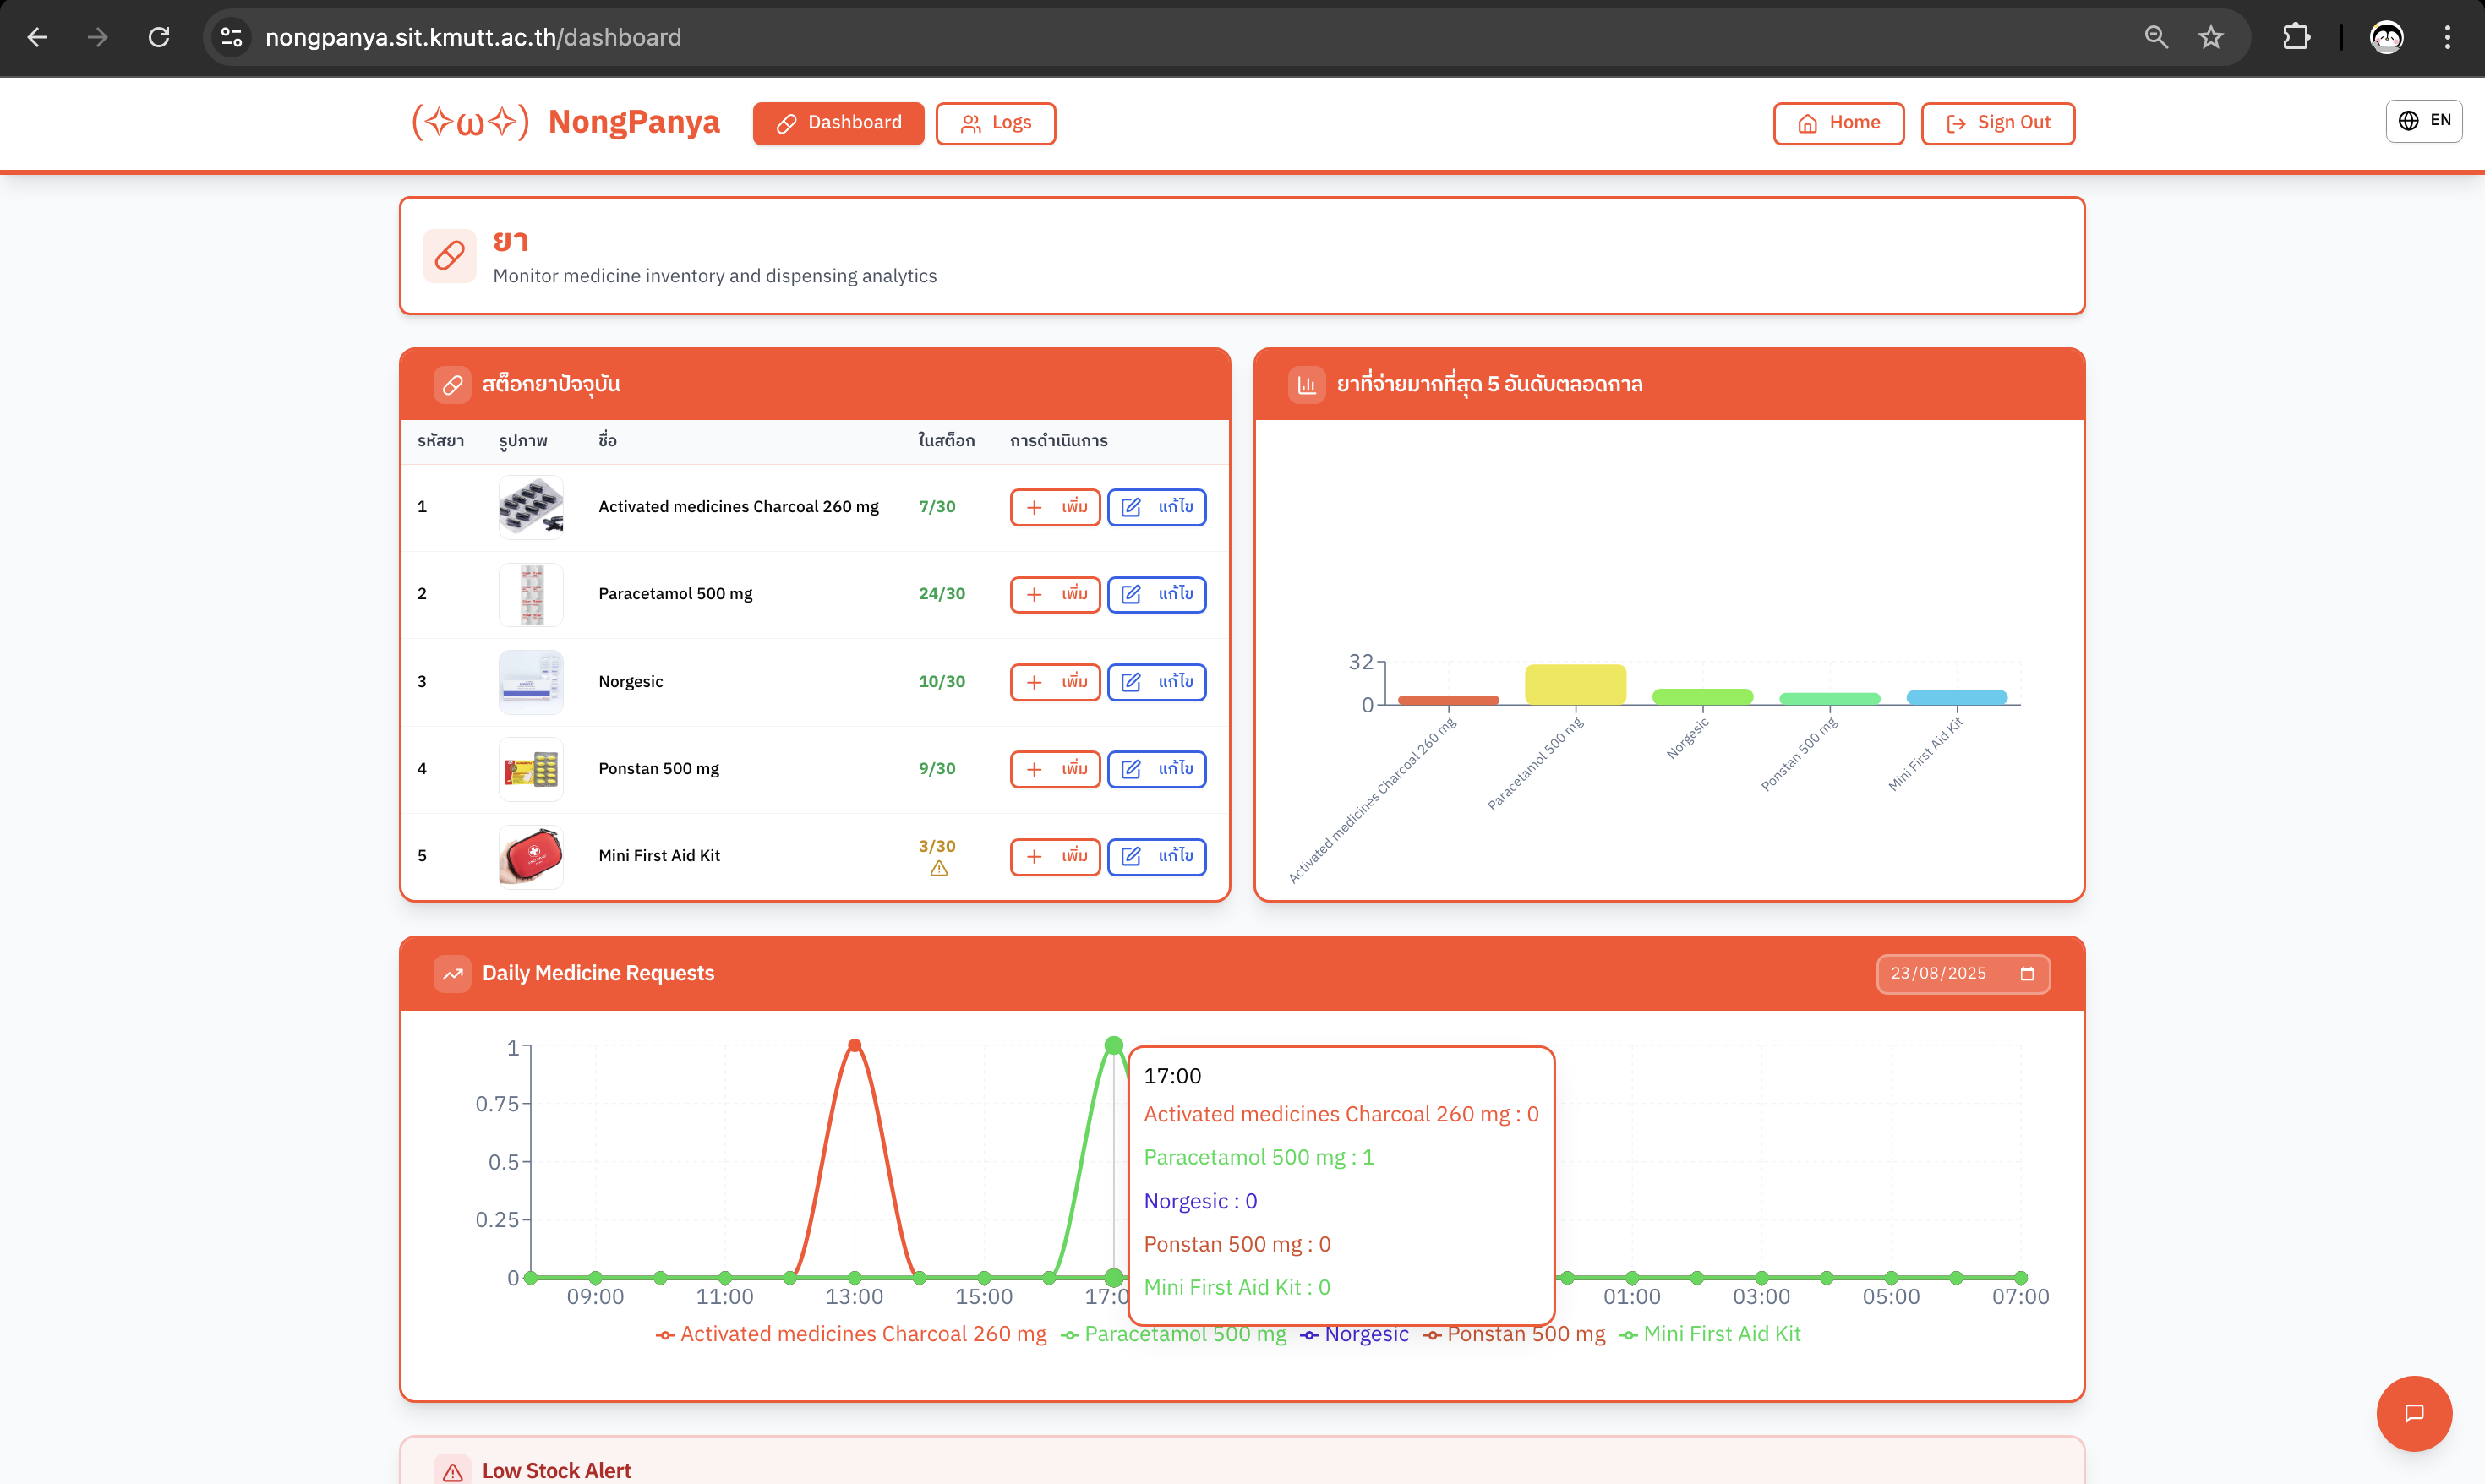 nongpanya.sit.kmutt.ac.th/dashboard
(✧ω✧) NongPanya
Dashboard
Logs
Home
Sign Out
EN
ยา
Monitor medicine inventory and dispensing analytics
สต็อกยาปัจจุบัน
รหัสยา รูปภาพ ชื่อ ในสต็อก การดำเนินการ
1 Activated medicines Charcoal 260 mg 7/30 เพิ่ม แก้ไข
2 Paracetamol 500 mg 24/30 เพิ่ม แก้ไข
3 Norgesic 10/30 เพิ่ม แก้ไข
4 Ponstan 500 mg 9/30 เพิ่ม แก้ไข
5 Mini First Aid Kit 3/30 เพิ่ม แก้ไข
ยาที่จ่ายมากที่สุด 5 อันดับตลอดกาล
32
0
Activated medicines Charcoal 260 mg
Paracetamol 500 mg
Norgesic
Ponstan 500 mg
Mini First Aid Kit
Daily Medicine Requests
23/08/2025
1
0.75
0.5
0.25
0
09:00 11:00 13:00 15:00 17:0 01:00 03:00 05:00 07:00
17:00
Activated medicines Charcoal 260 mg : 0
Paracetamol 500 mg : 1
Norgesic : 0
Ponstan 500 mg : 0
Mini First Aid Kit : 0
Activated medicines Charcoal 260 mg Paracetamol 500 mg Norgesic Ponstan 500 mg Mini First Aid Kit
Low Stock Alert